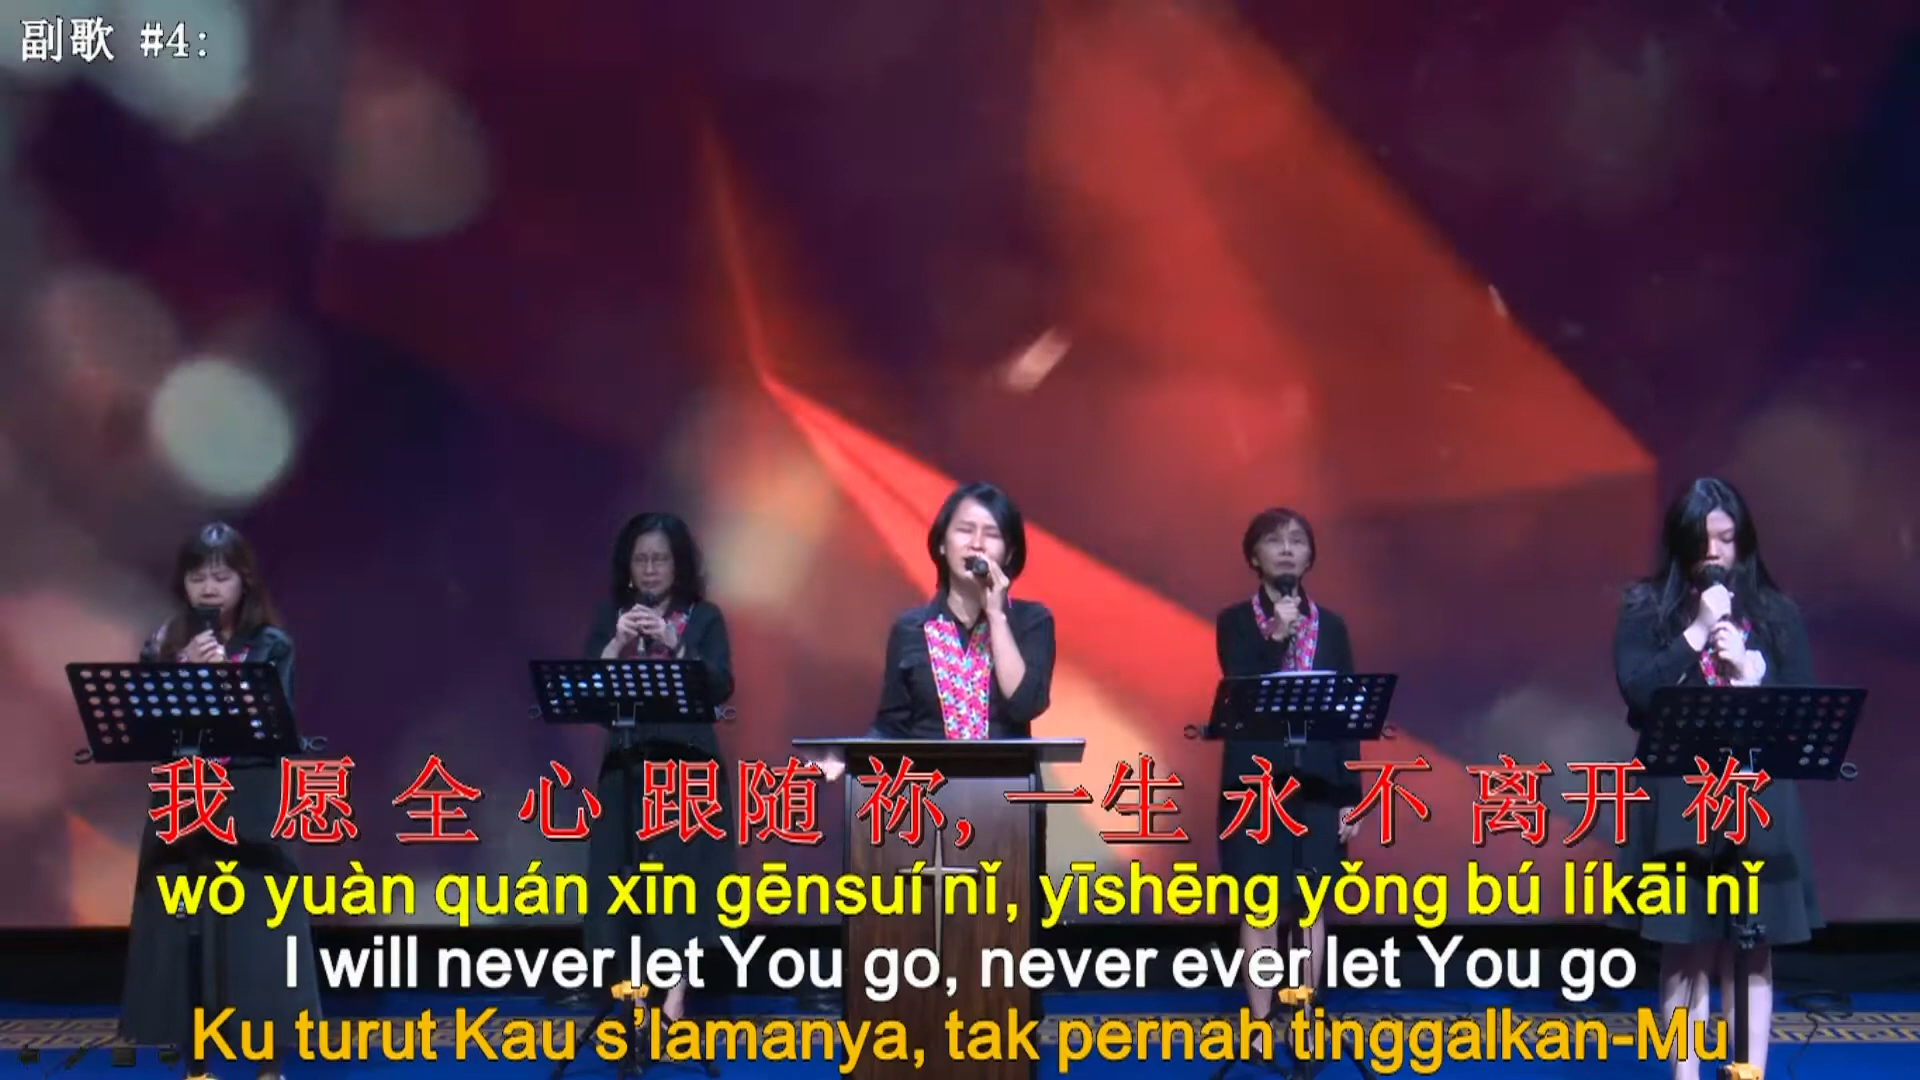 副歌 #4:
我 愿 全 心 跟随 祢, 一生 永 不 离开 祢
wǒ yuàn quán xīn gēnsuí nǐ, yīshēng yǒng bú líkāi nǐ
I will never let You go, never ever let You go
Ku turut Kau s’lamanya, tak pernah tinggalkan-Mu